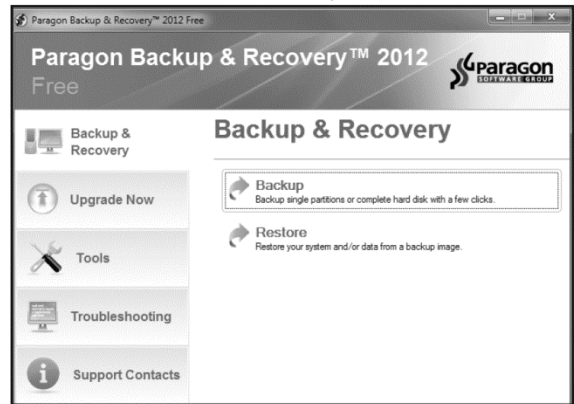 Paragon Backup & Recovery™ 2012 Free
Paragon Backup & Recovery™ 2012
Free
Paragon
SOFTWARE GROUP
Backup &
Recovery
Upgrade Now
Tools
Troubleshooting
Support Contacts
Backup & Recovery
Backup
Backup single partitions or complete hard disk with a few clicks.
Restore
Restore your system and/or data from a backup image.